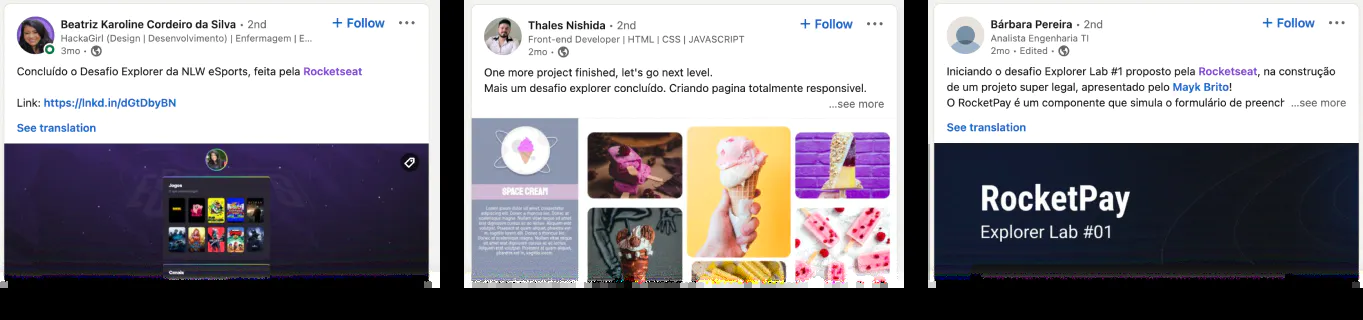 Beatriz Karoline Cordeiro da Silva • 2nd
+ Follow
HackaGirl (Design | Desenvolvimento) | Enfermagem | E...
3mo •
Concluído o Desafio Explorer da NLW eSports, feita pela Rocketseat
Link: https://lnkd.in/dGtDbyBN
See translation
Jogos
Canais
Thales Nishida • 2nd
+ Follow
Front-end Developer | HTML | CSS | JAVASCRIPT
2mo •
One more project finished, let's go next level.
Mais um desafio explorer concluído. Criando pagina totalmente responsivel.
...see more
SPACE CREAM
Bárbara Pereira • 2nd
+ Follow
Analista Engenharia TI
2mo • Edited •
Iniciando o desafio Explorer Lab #1 proposto pela Rocketseat, na construção
de um projeto super legal, apresentado pelo Mayk Brito!
O RocketPay é um componente que simula o formulário de preench ...see more
See translation
RocketPay
Explorer Lab #01